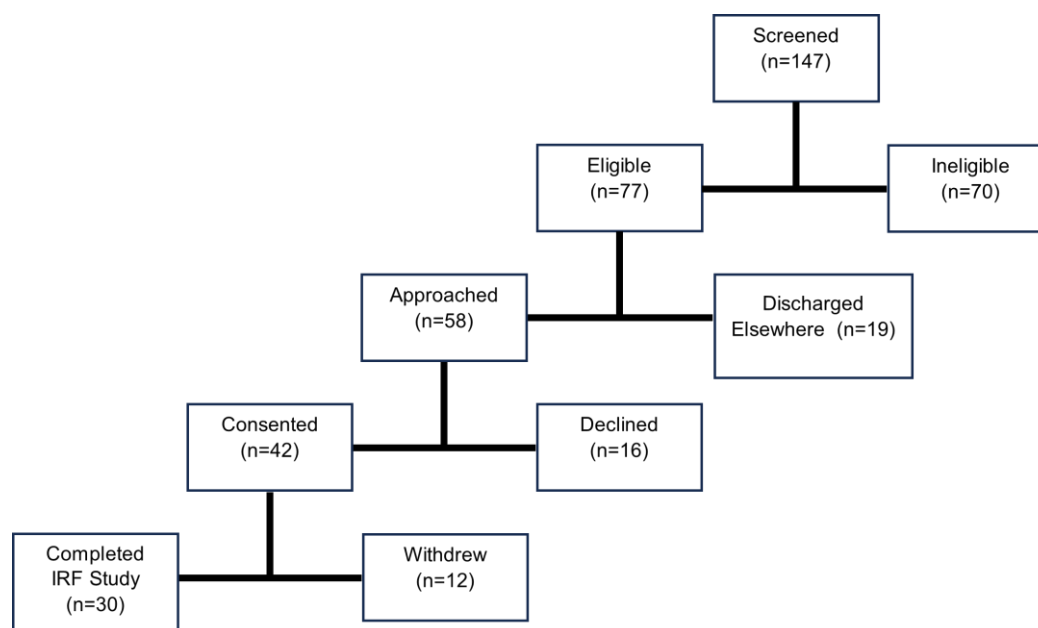 Screened
(n=147)
Eligible
(n=77)
Ineligible
(n=70)
Approached
(n=58)
Discharged
Elsewhere (n=19)
Consented
(n=42)
Declined
(n=16)
Completed
IRF Study
(n=30)
Withdrew
(n=12)